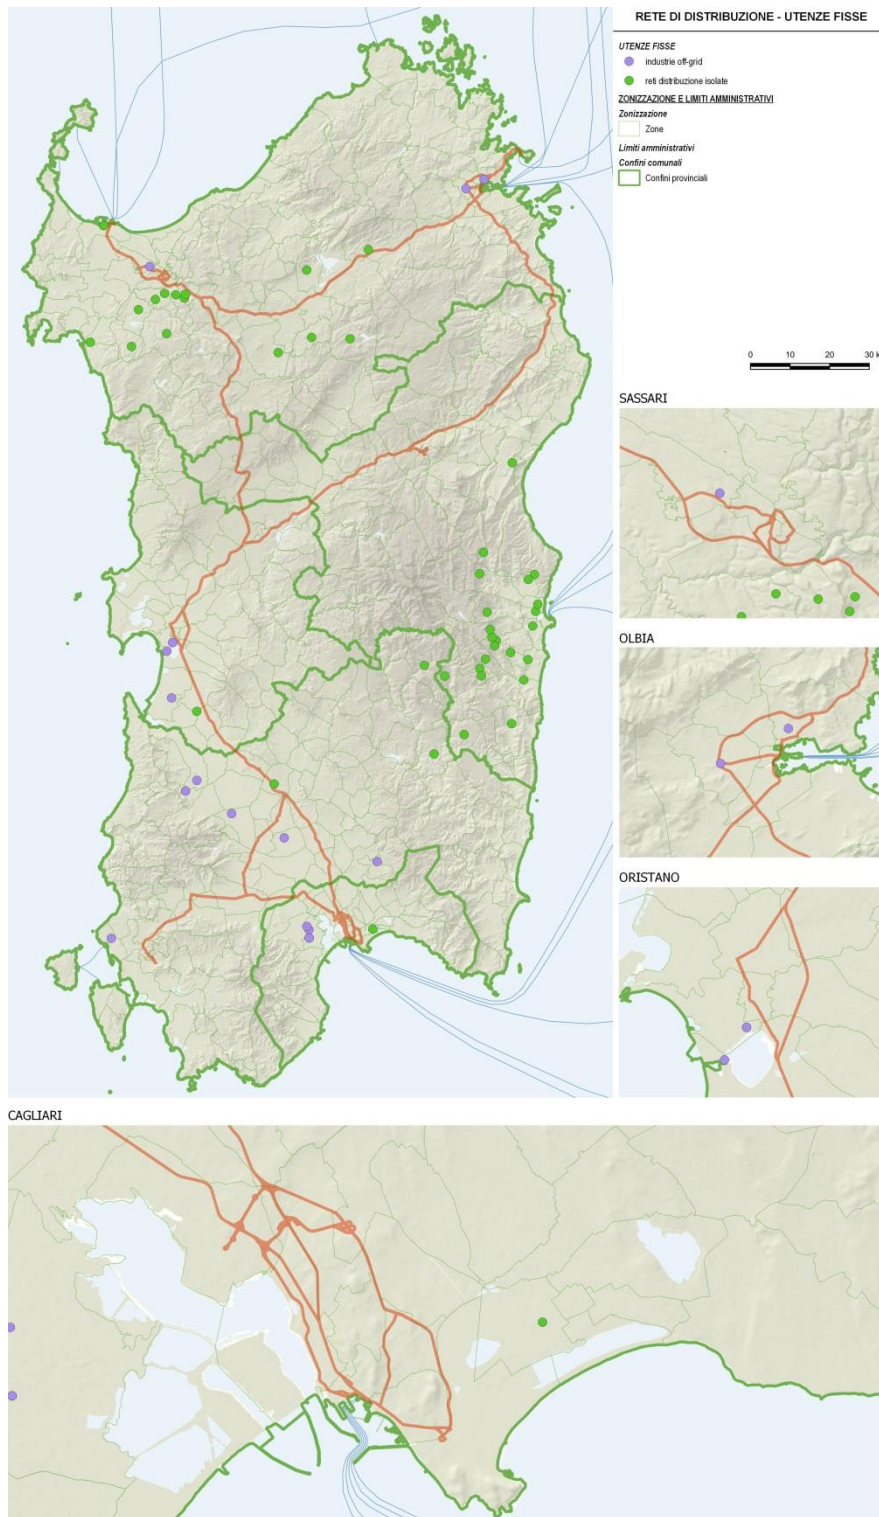 RETE DI DISTRIBUZIONE - UTENZE FISSE
UTENZE FISSE
industrie off-grid
reti distribuzione isolate
ZONIZZAZIONE E LIMITI AMMINISTRATIVI
Zonizzazione
Zone
Limiti amministrativi
Confini comunali
Confini provinciali
0 10 20 30 k
SASSARI
OLBIA
ORISTANO
CAGLIARI